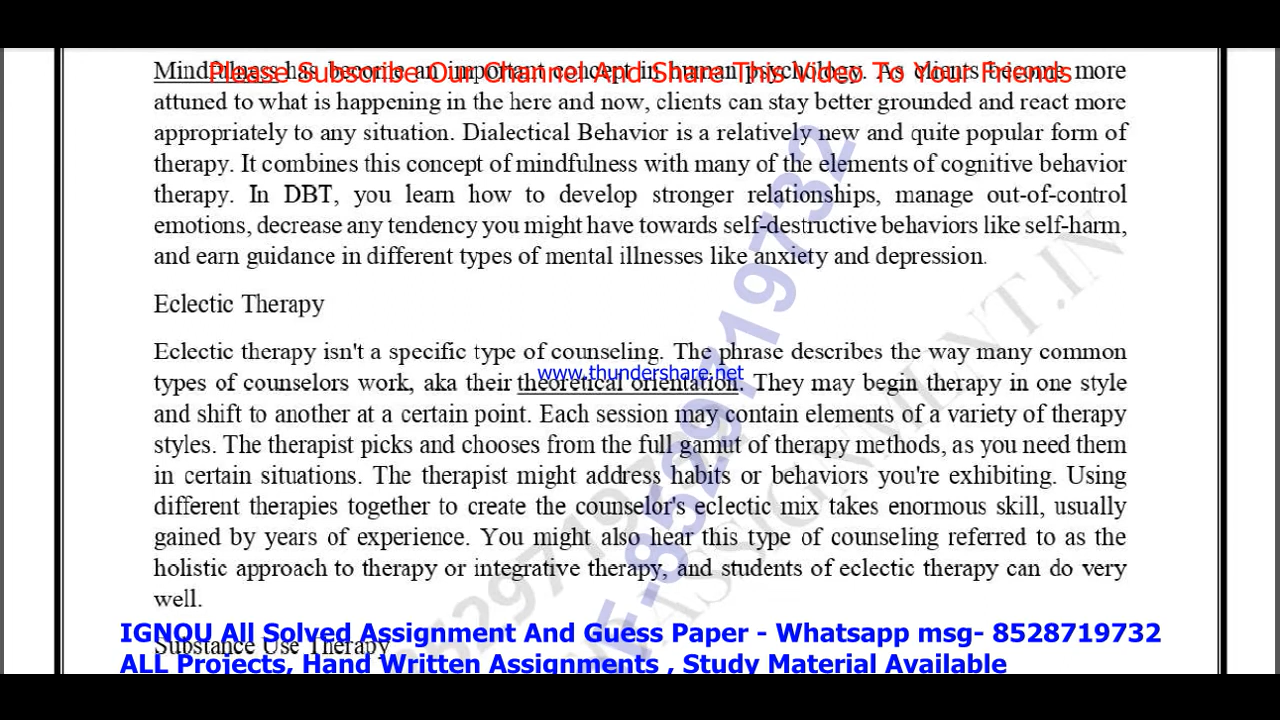 Please Subscribe Our Channel And Share This Video To Your Friends
Mindfulness has become an important concept in human psychology. As clients become more
attuned to what is happening in the here and now, clients can stay better grounded and react more
appropriately to any situation. Dialectical Behavior is a relatively new and quite popular form of
therapy. It combines this concept of mindfulness with many of the elements of cognitive behavior
therapy. In DBT, you learn how to develop stronger relationships, manage out-of-control
emotions, decrease any tendency you might have towards self-destructive behaviors like self-harm,
and earn guidance in different types of mental illnesses like anxiety and depression.
Eclectic Therapy
Eclectic therapy isn't a specific type of counseling. The phrase describes the way many common
www.thundershare.net
types of counselors work, aka their theoretical orientation. They may begin therapy in one style
and shift to another at a certain point. Each session may contain elements of a variety of therapy
styles. The therapist picks and chooses from the full gamut of therapy methods, as you need them
in certain situations. The therapist might address habits or behaviors you're exhibiting. Using
different therapies together to create the counselor's eclectic mix takes enormous skill, usually
gained by years of experience. You might also hear this type of counseling referred to as the
holistic approach to therapy or integrative therapy, and students of eclectic therapy can do very
well.
IGNOU All Solved Assignment And Guess Paper - Whatsapp msg- 8528719732
Substance Use Therapy
ALL Projects, Hand Written Assignments , Study Material Available
8529719732
ASSIGNMENT.IN